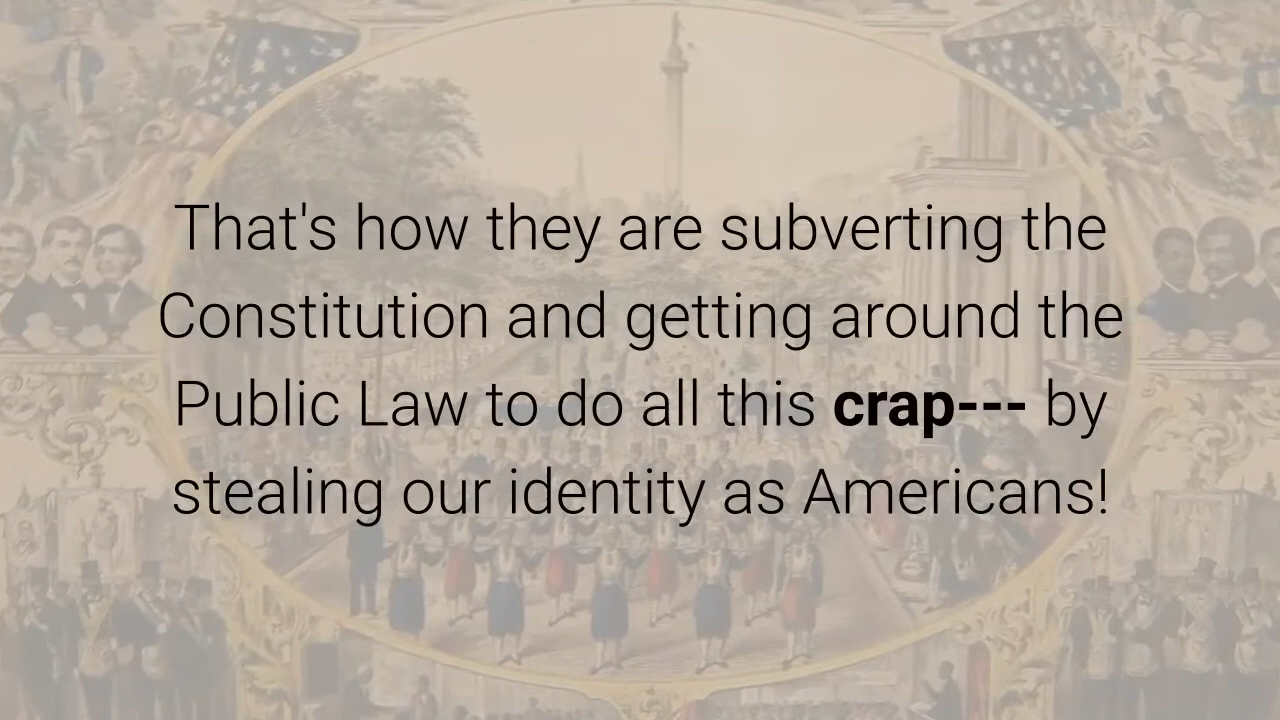 That's how they are subverting the
Constitution and getting around the
Public Law to do all this crap--- by
stealing our identity as Americans!